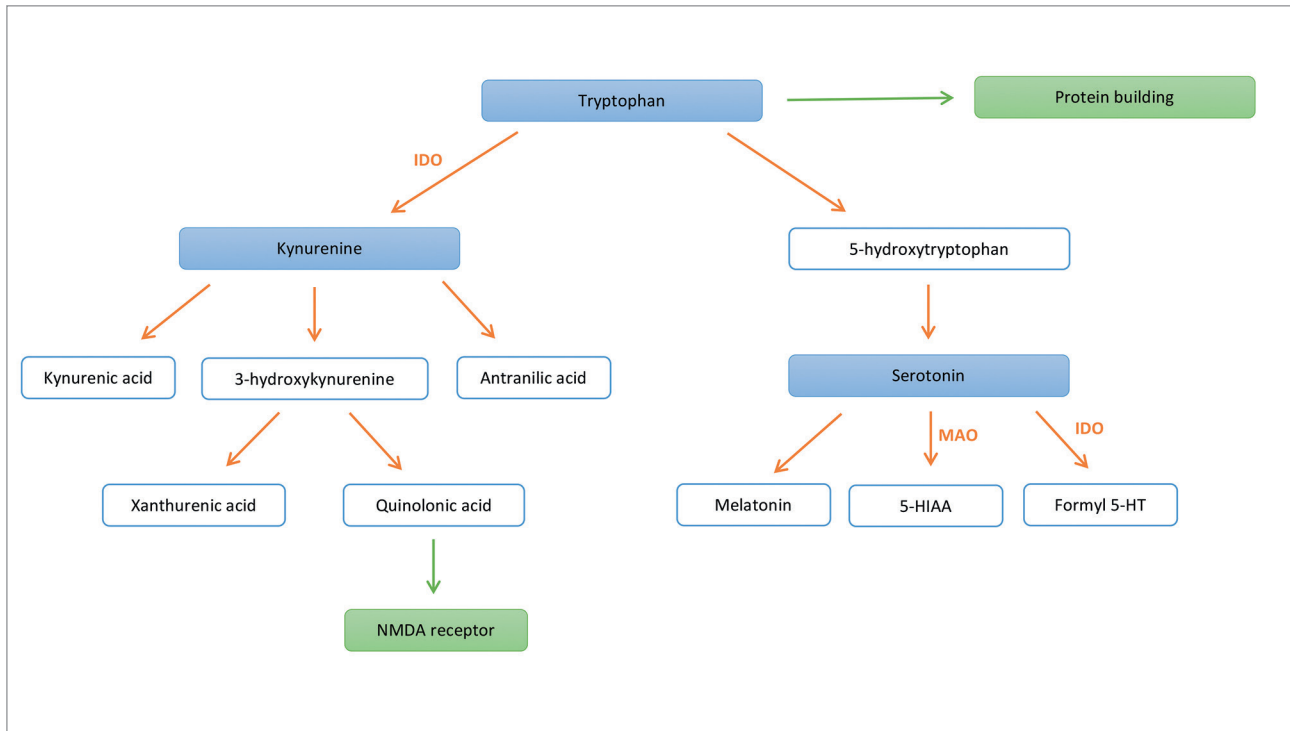 Tryptophan
Protein building
IDO
Kynurenine
5-hydroxytryptophan
Kynurenic acid
3-hydroxykynurenine
Antranilic acid
Serotonin
MAO
IDO
Xanthurenic acid
Quinolonic acid
Melatonin
5-HIAA
Formyl 5-HT
NMDA receptor